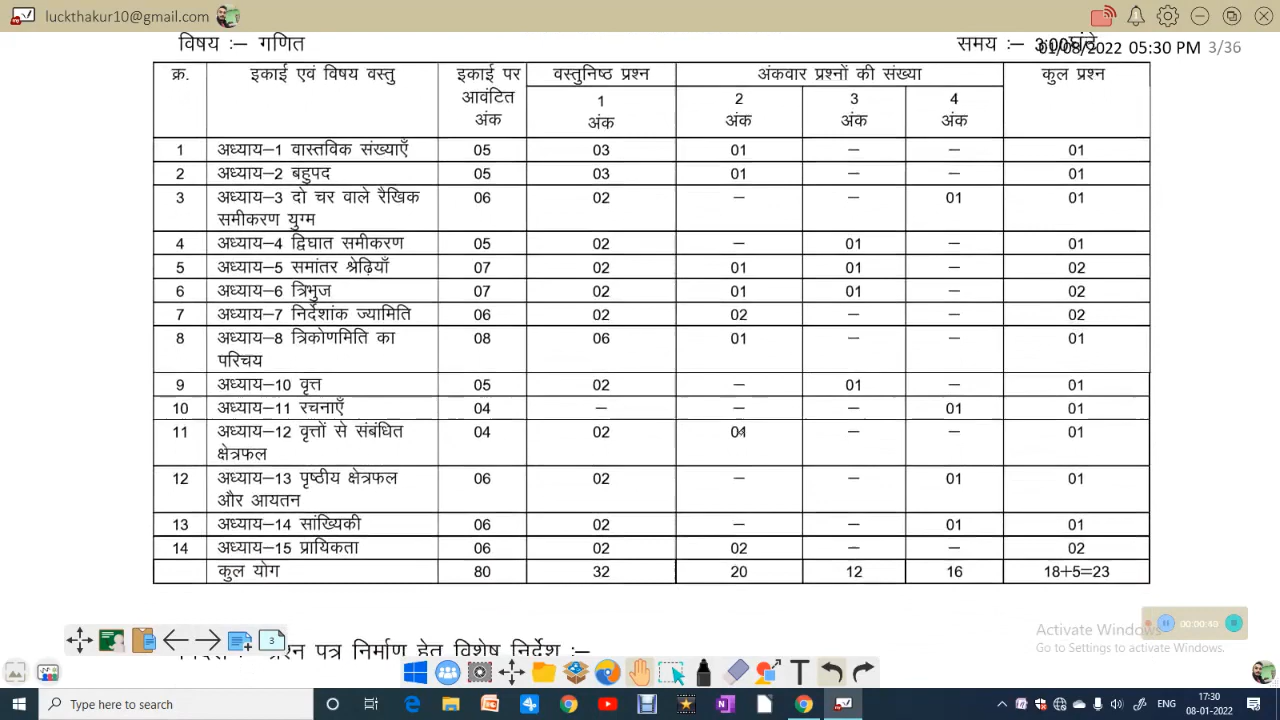 luckthakur10@gmail.com
विषय :– गणित
समय :– 3:00 घंटे
01/08/2022 05:30 PM 3/36
क्र. इकाई एवं विषय वस्तु इकाई पर आवंटित अंक वस्तुनिष्ठ प्रश्न अंकवार प्रश्नों की संख्या कुल प्रश्न
1 अंक 2 अंक 3 अंक 4 अंक
1 अध्याय–1 वास्तविक संख्याएँ 05 03 01 – – 01
2 अध्याय–2 बहुपद 05 03 01 – – 01
3 अध्याय–3 दो चर वाले रैखिक समीकरण युग्म 06 02 – – 01 01
4 अध्याय–4 द्विघात समीकरण 05 02 – 01 – 01
5 अध्याय–5 समांतर श्रेढ़ियाँ 07 02 01 01 – 02
6 अध्याय–6 त्रिभुज 07 02 01 01 – 02
7 अध्याय–7 निर्देशांक ज्यामिति 06 02 02 – – 02
8 अध्याय–8 त्रिकोणमिति का परिचय 08 06 01 – – 01
9 अध्याय–10 वृत्त 05 02 – 01 – 01
10 अध्याय–11 रचनाएँ 04 – – – 01 01
11 अध्याय–12 वृत्तों से संबंधित क्षेत्रफल 04 02 01 – – 01
12 अध्याय–13 पृष्ठीय क्षेत्रफल और आयतन 06 02 – – 01 01
13 अध्याय–14 सांख्यिकी 06 02 – – 01 01
14 अध्याय–15 प्रायिकता 06 02 02 – – 02
कुल योग 80 32 20 12 16 18+5=23
प्रश्न पत्र निर्माण हेतु विशेष निर्देश :–
00:00:40
Activate Windows
Go to Settings to activate Windows.
3
Type here to search
ENG
17:30
08-01-2022